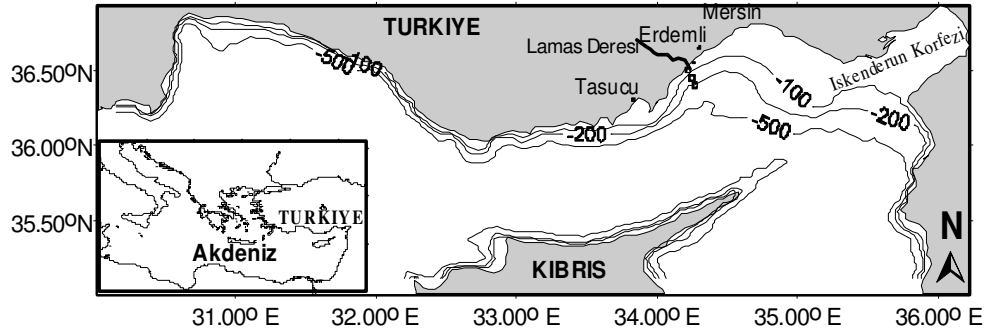 Mersin
TURKIYE
Erdemli
Lamas Deresi
Iskenderun Korfezi
Tasucu
-500
-100
-100
-200
-200
-500
36.50ºN
36.00ºN
35.50ºN
TURKIYE
Akdeniz
KIBRIS
N
31.00º E
32.00º E
33.00º E
34.00º E
35.00º E
36.00º E